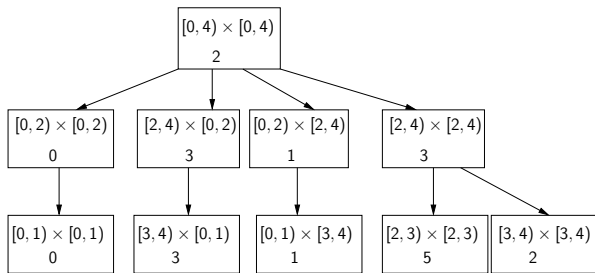 [0, 4) × [0, 4)
2
[0, 2) × [0, 2)
0
[2, 4) × [0, 2)
3
[0, 2) × [2, 4)
1
[2, 4) × [2, 4)
3
[0, 1) × [0, 1)
0
[3, 4) × [0, 1)
3
[0, 1) × [3, 4)
1
[2, 3) × [2, 3)
5
[3, 4) × [3, 4)
2